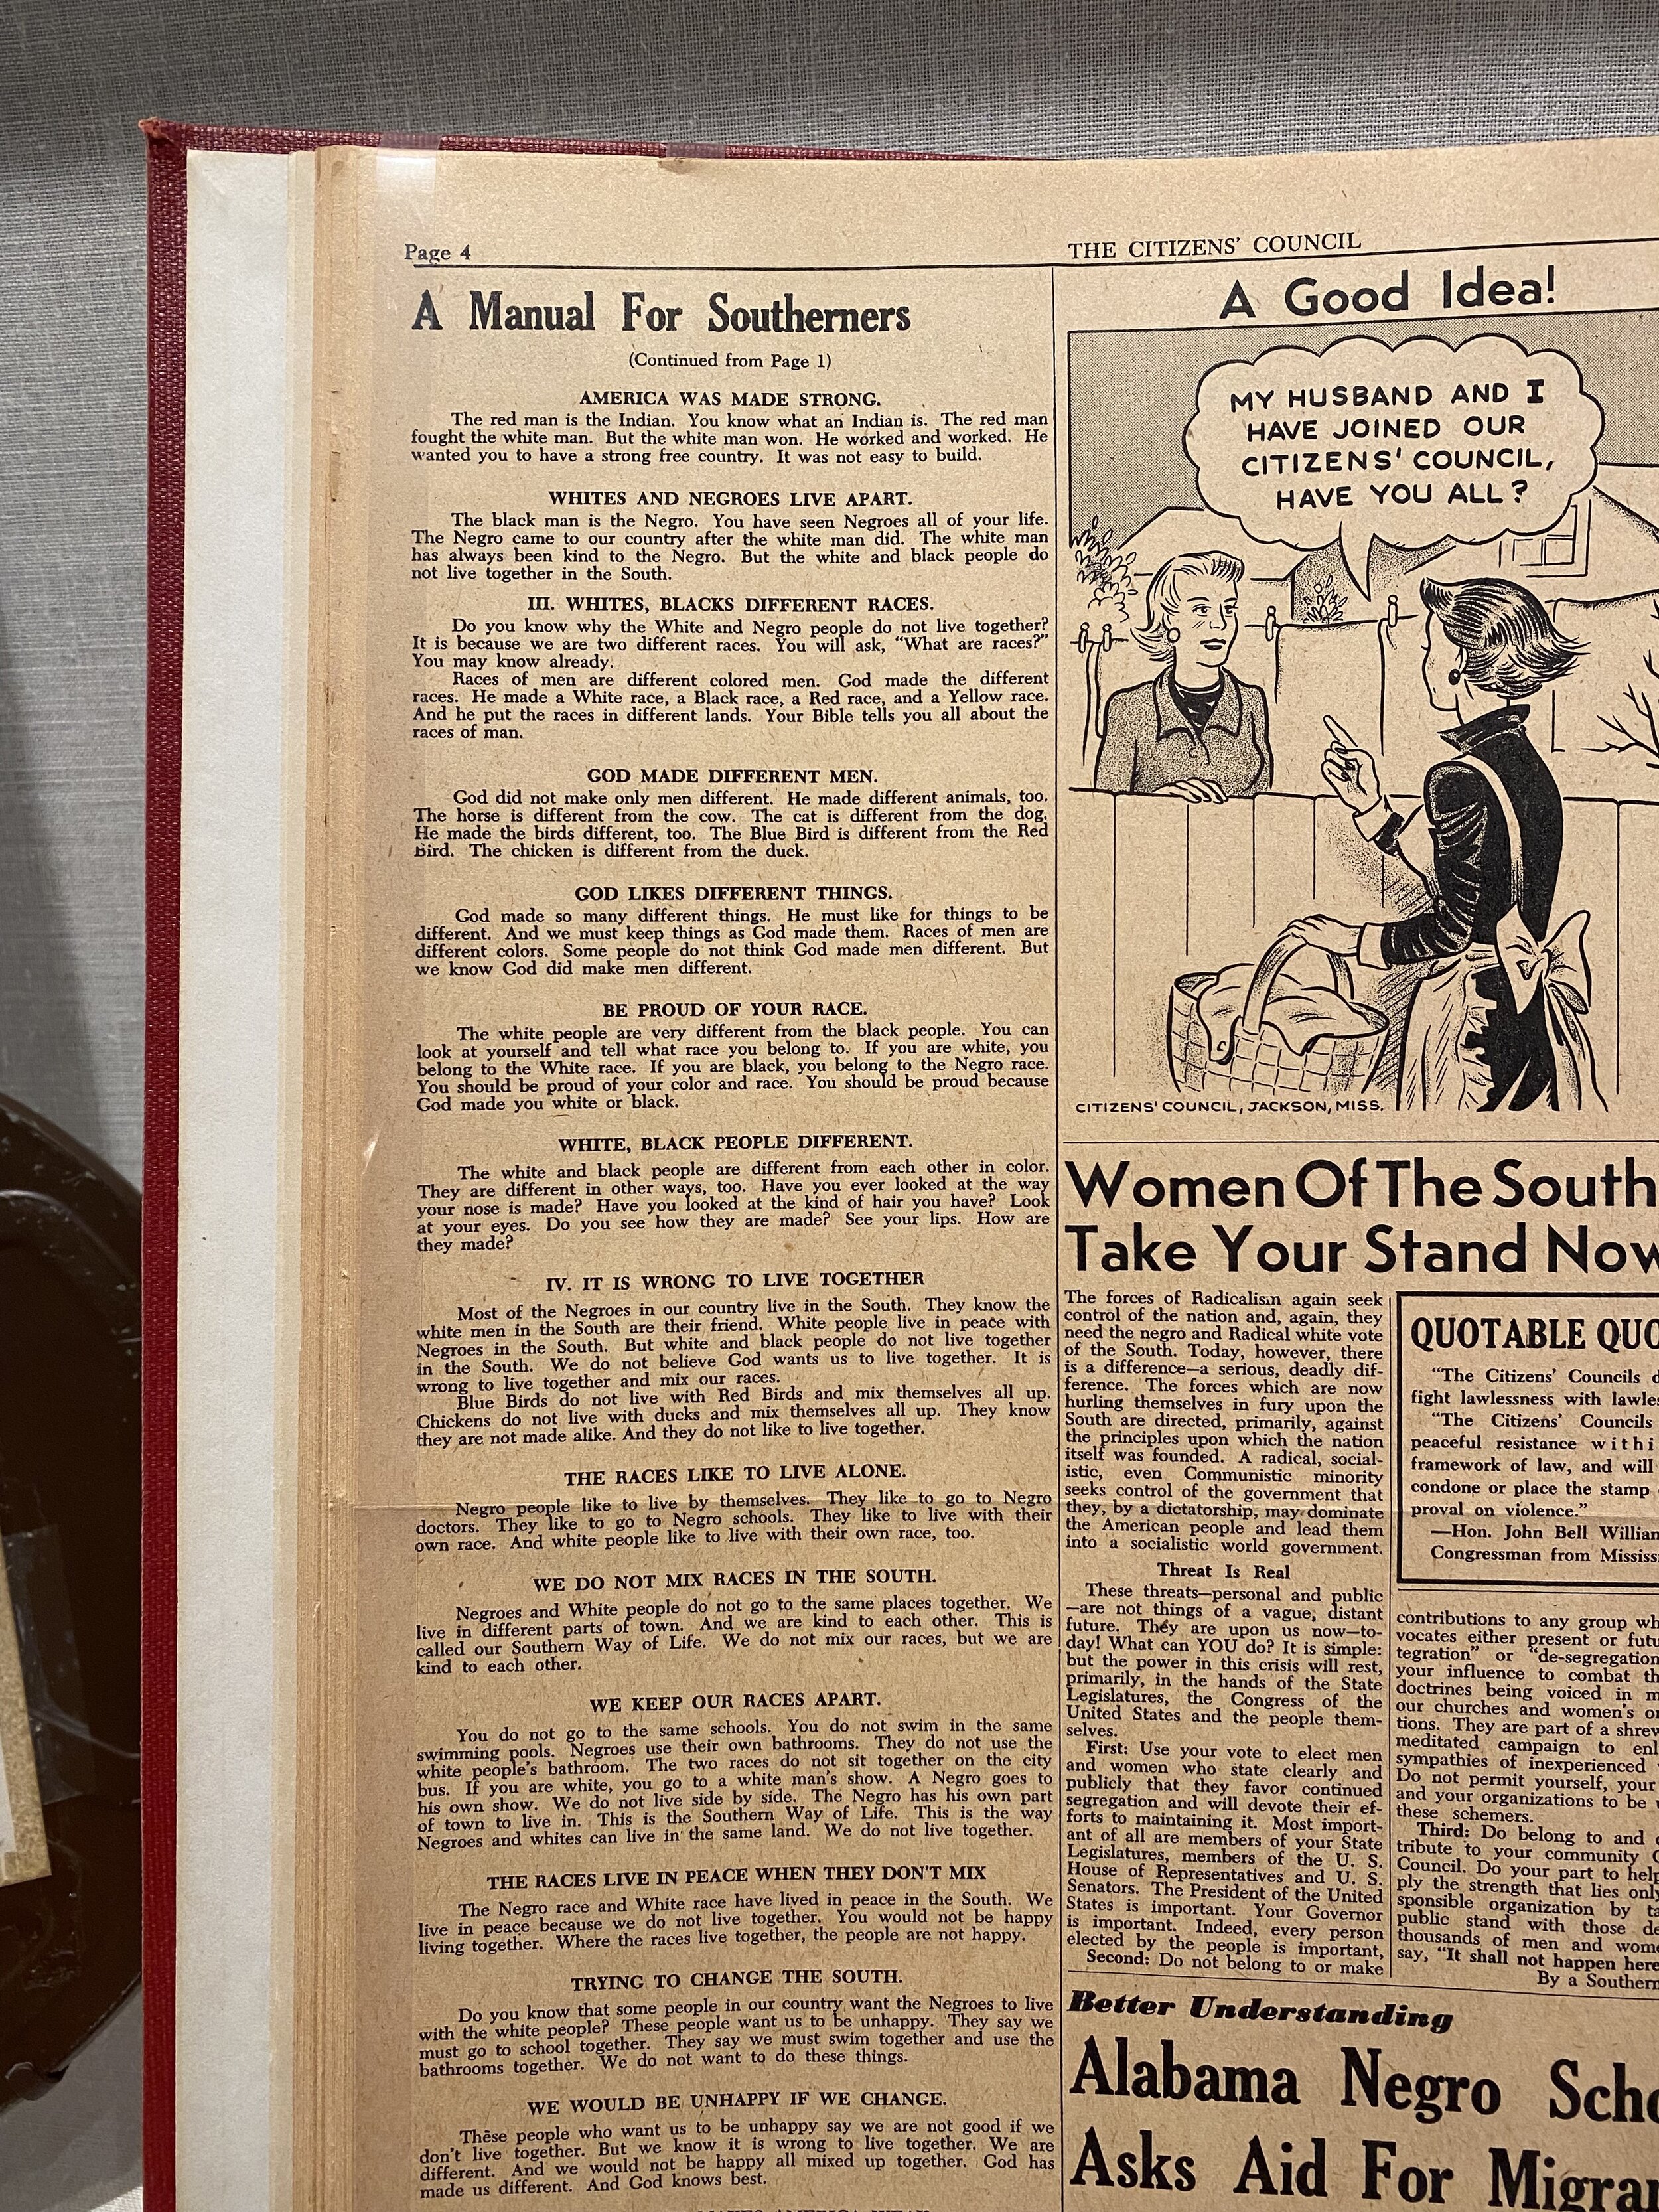 Page 4
THE CITIZENS' COUNCIL
A Manual For Southerners
(Continued from Page 1)
AMERICA WAS MADE STRONG.
The red man is the Indian. You know what an Indian is. The red man
fought the white man. But the white man won. He worked and worked. He
wanted you to have a strong free country. It was not easy to build.
WHITES AND NEGROES LIVE APART.
The black man is the Negro. You have seen Negroes all of your life.
The Negro came to our country after the white man did. The white man
has always been kind to the Negro. But the white and black people do
not live together in the South.
III. WHITES, BLACKS DIFFERENT RACES.
Do you know why the White and Negro people do not live together?
It is because we are two different races. You will ask, "What are races?"
You may know already.
Races of men are different colored men. God made the different
races. He made a White race, a Black race, a Red race, and a Yellow race.
And he put the races in different lands. Your Bible tells you all about the
races of man.
GOD MADE DIFFERENT MEN.
God did not make only men different. He made different animals, too.
The horse is different from the cow. The cat is different from the dog.
He made the birds different, too. The Blue Bird is different from the Red
Bird. The chicken is different from the duck.
GOD LIKES DIFFERENT THINGS.
God made so many different things. He must like for things to be
different. And we must keep things as God made them. Races of men are
different colors. Some people do not think God made men different. But
we know God did make men different.
BE PROUD OF YOUR RACE.
The white people are very different from the black people. You can
look at yourself and tell what race you belong to. If you are white, you
belong to the White race. If you are black, you belong to the Negro race.
You should be proud of your color and race. You should be proud because
God made you white or black.
WHITE, BLACK PEOPLE DIFFERENT.
The white and black people are different from each other in color.
They are different in other ways, too. Have you ever looked at the way
your nose is made? Have you looked at the kind of hair you have? Look
at your eyes. Do you see how they are made? See your lips. How are
they made?
IV. IT IS WRONG TO LIVE TOGETHER
Most of the Negroes in our country live in the South. They know the
white men in the South are their friend. White people live in peace with
Negroes in the South. But white and black people do not live together
in the South. We do not believe God wants us to live together. It is
wrong to live together and mix our races.
Blue Birds do not live with Red Birds and mix themselves all up.
Chickens do not live with ducks and mix themselves all up. They know
they are not made alike. And they do not like to live together.
THE RACES LIKE TO LIVE ALONE.
Negro people like to live by themselves. They like to go to Negro
doctors. They like to go to Negro schools. They like to live with their
own race. And white people like to live with their own race, too.
WE DO NOT MIX RACES IN THE SOUTH.
Negroes and White people do not go to the same places together. We
live in different parts of town. And we are kind to each other. This is
called our Southern Way of Life. We do not mix our races, but we are
kind to each other.
WE KEEP OUR RACES APART.
You do not go to the same schools. You do not swim in the same
swimming pools. Negroes use their own bathrooms. They do not use the
white people's bathroom. The two races do not sit together on the city
bus. If you are white, you go to a white man's show. A Negro goes to
his own show. We do not live side by side. The Negro has his own part
of town to live in. This is the Southern Way of Life. This is the way
Negroes and whites can live in the same land. We do not live together.
THE RACES LIVE IN PEACE WHEN THEY DON'T MIX
The Negro race and White race have lived in peace in the South. We
live in peace because we do not live together. You would not be happy
living together. Where the races live together, the people are not happy.
TRYING TO CHANGE THE SOUTH.
Do you know that some people in our country want the Negroes to live
with the white people? These people want us to be unhappy. They say we
must go to school together. They say we must swim together and use the
bathrooms together. We do not want to do these things.
WE WOULD BE UNHAPPY IF WE CHANGE.
These people who want us to be unhappy say we are not good if we
don't live together. But we know it is wrong to live together. We are
different. And we would not be happy all mixed up together. God has
made us different. And God knows best.
A Good Idea!
MY HUSBAND AND I
HAVE JOINED OUR
CITIZENS' COUNCIL,
HAVE YOU ALL?
CITIZENS' COUNCIL, JACKSON, MISS.
Women Of The South
Take Your Stand Now
The forces of Radicalism again seek
control of the nation and, again, they
need the negro and Radical white vote
of the South. Today, however, there
is a difference—a serious, deadly dif-
ference. The forces which are now
hurling themselves in fury upon the
South are directed, primarily, against
the principles upon which the nation
itself was founded. A radical, social-
istic, even Communistic minority
seeks control of the government that
they, by a dictatorship, may dominate
the American people and lead them
into a socialistic world government.
Threat Is Real
These threats—personal and public
—are not things of a vague, distant
future. They are upon us now—to-
day! What can YOU do? It is simple:
but the power in this crisis will rest,
primarily, in the hands of the State
Legislatures, the Congress of the
United States and the people them-
selves.
First: Use your vote to elect men
and women who state clearly and
publicly that they favor continued
segregation and will devote their ef-
forts to maintaining it. Most import-
ant of all are members of your State
Legislatures, members of the U. S.
House of Representatives and U. S.
Senators. The President of the United
States is important. Your Governor
is important. Indeed, every person
elected by the people is important,
Second: Do not belong to or make
QUOTABLE QUO
"The Citizens' Councils d
fight lawlessness with lawles
"The Citizens' Councils
peaceful resistance withi
framework of law, and will
condone or place the stamp
proval on violence."
—Hon. John Bell William
Congressman from Mississ
contributions to any group wh
vocates either present or futu
tegration" or "de-segregation
your influence to combat th
doctrines being voiced in m
our churches and women's or
tions. They are part of a shrew
meditated campaign to enl
sympathies of inexperienced
Do not permit yourself, your
and your organizations to be
these schemers.
Third: Do belong to and
tribute to your community C
Council. Do your part to help
ply the strength that lies only
sponsible organization by ta
public stand with those de
thousands of men and wom
say, "It shall not happen here
By a Southern
Better Understanding
Alabama Negro Scho
Asks Aid For Migran